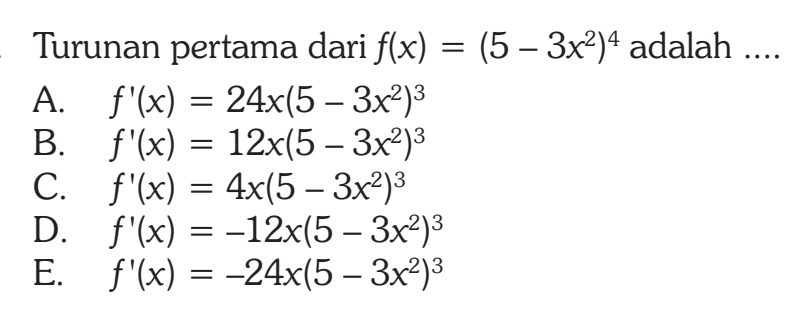 Turunan pertama dari f(x) = (5 – 3x²)⁴ adalah ....
A. f'(x) = 24x(5 – 3x²)³
B. f'(x) = 12x(5 – 3x²)³
C. f'(x) = 4x(5 – 3x²)³
D. f'(x) = –12x(5 – 3x²)³
E. f'(x) = –24x(5 – 3x²)³